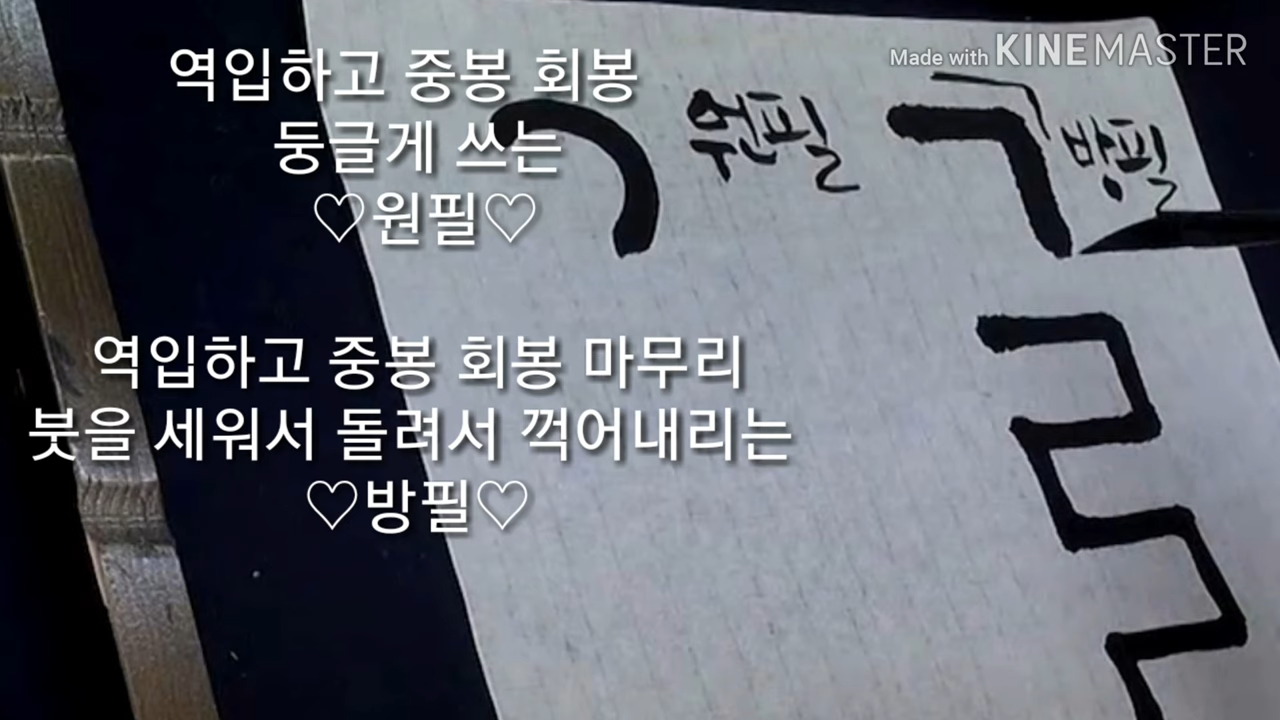 역입하고 중봉 회봉
둥글게 쓰는
♡원필♡
역입하고 중봉 회봉 마무리
붓을 세워서 돌려서 꺽어내리는
♡방필♡
Made with KINEMASTER
원필
방필